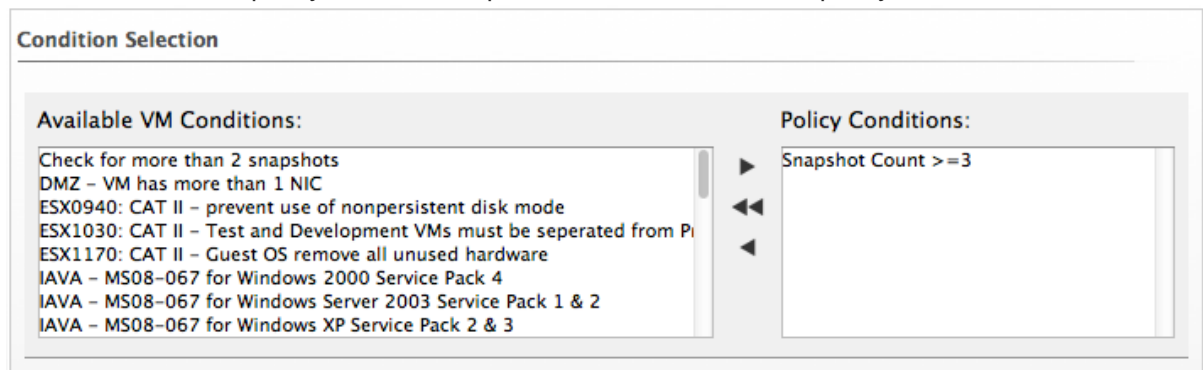 Condition Selection
Available VM Conditions:
Policy Conditions:
Check for more than 2 snapshots
DMZ – VM has more than 1 NIC
ESX0940: CAT II – prevent use of nonpersistent disk mode
ESX1030: CAT II – Test and Development VMs must be seperated from
ESX1170: CAT II – Guest OS remove all unused hardware
IAVA – MS08-067 for Windows 2000 Service Pack 4
IAVA – MS08-067 for Windows Server 2003 Service Pack 1 & 2
IAVA – MS08-067 for Windows XP Service Pack 2 & 3
Snapshot Count >=3